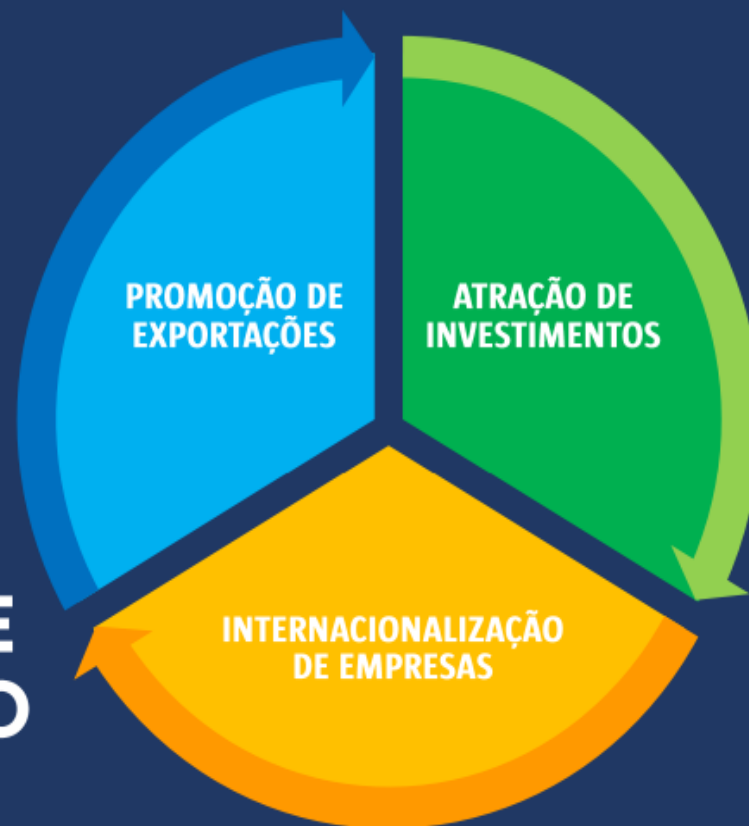 PROMOÇÃO DE
EXPORTAÇÕES
ATRAÇÃO DE
INVESTIMENTOS
INTERNACIONALIZAÇÃO
DE EMPRESAS